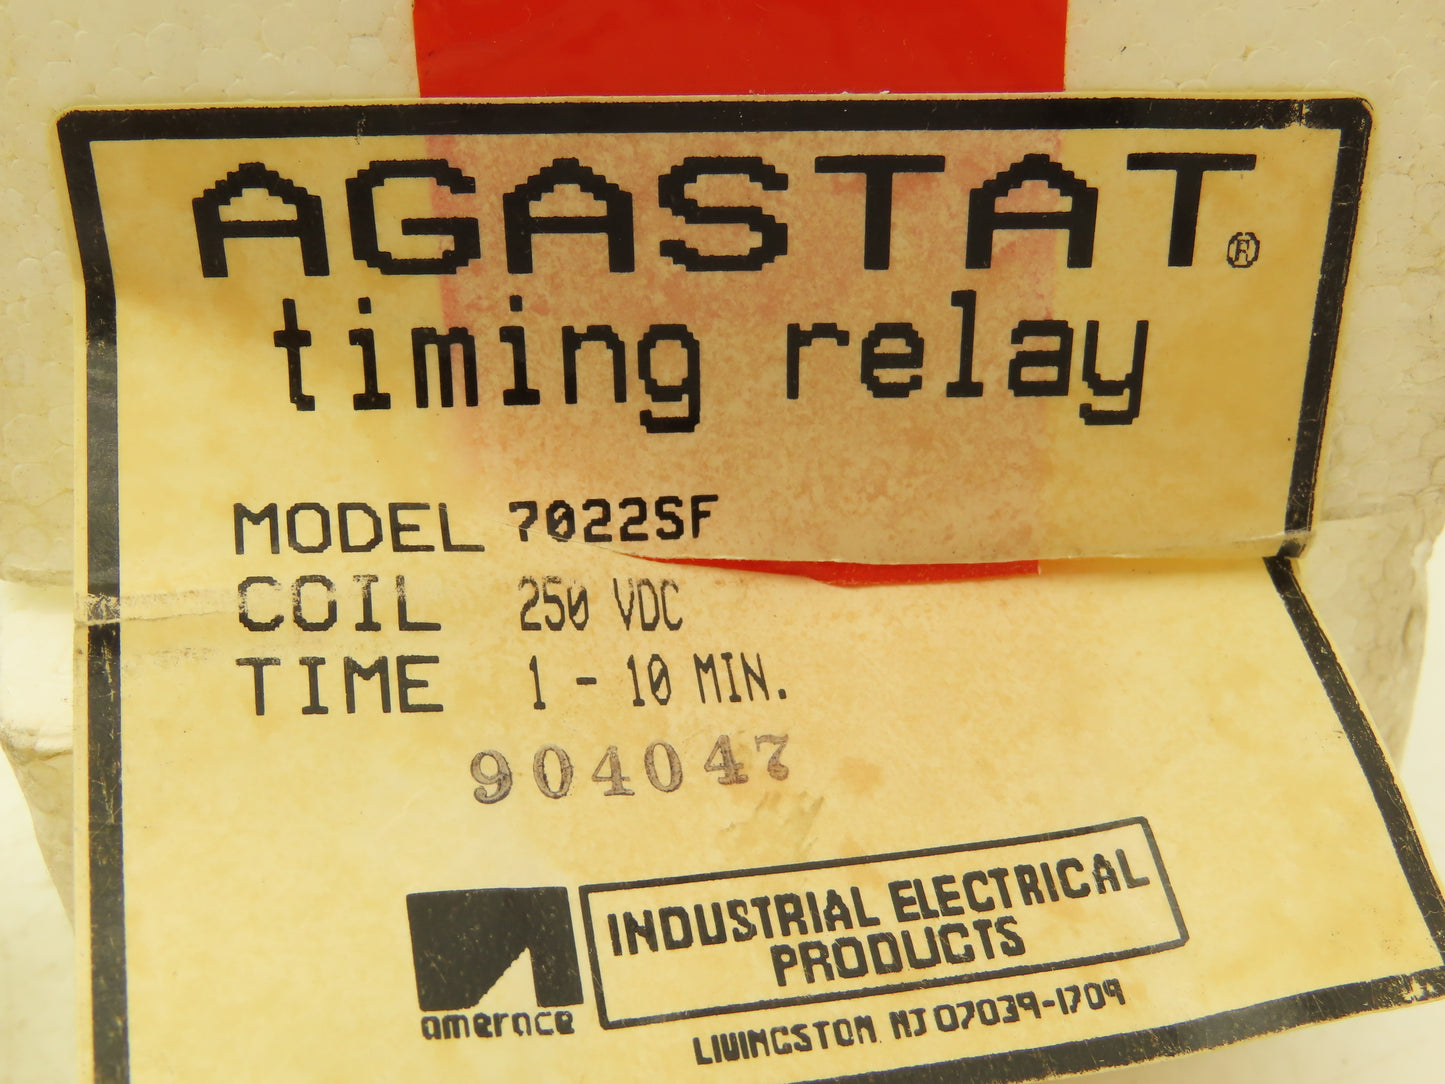 AGASTAT®
timing relay
MODEL 7022SF
COIL 250 VDC
TIME 1 - 10 MIN.
904047
amerace
INDUSTRIAL ELECTRICAL
PRODUCTS
LIVINGSTON, NJ 07039-1709